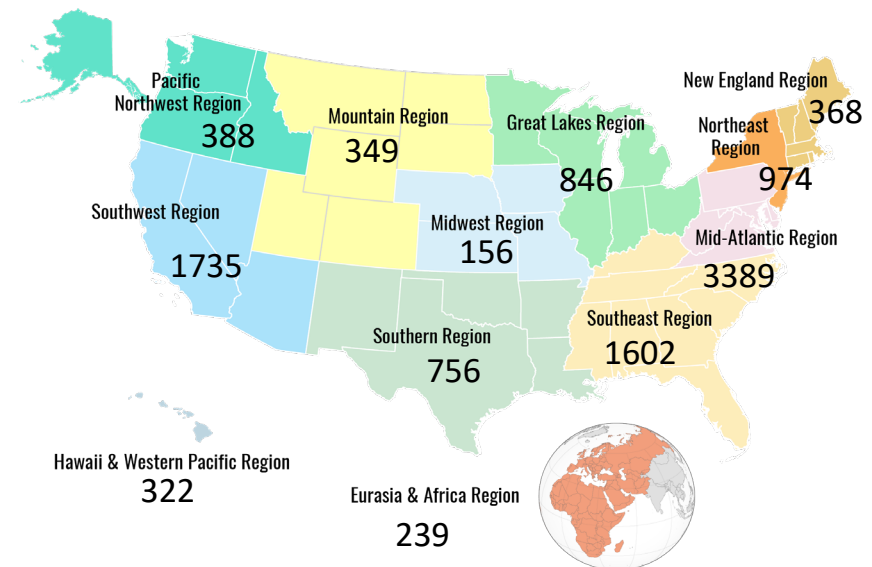 Pacific
Northwest Region
388
Mountain Region
349
Great Lakes Region
846
New England Region
368
Northeast
Region
974
Southwest Region
1735
Midwest Region
156
Mid-Atlantic Region
3389
Southern Region
756
Southeast Region
1602
Hawaii & Western Pacific Region
322
Eurasia & Africa Region
239